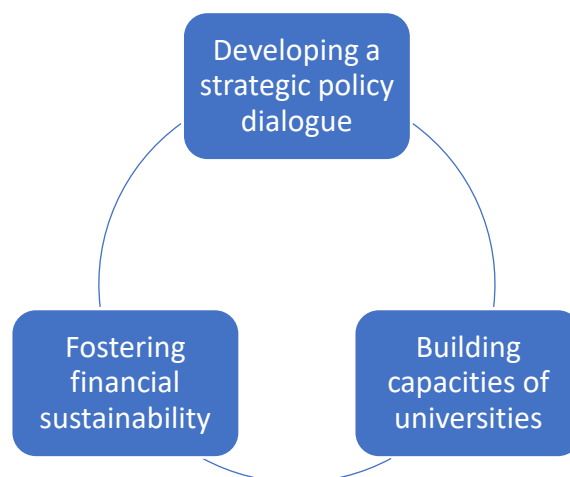 Developing a
strategic policy
dialogue
Fostering
financial
sustainability
Building
capacities of
universities